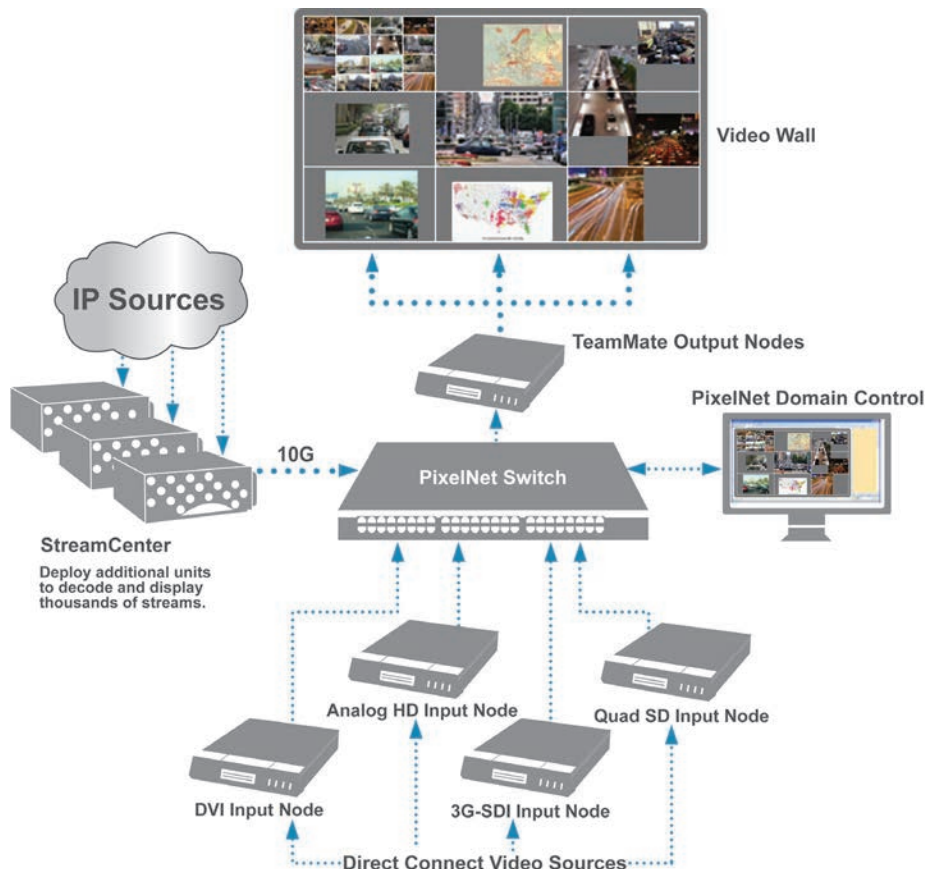 Video Wall
IP Sources
TeamMate Output Nodes
PixelNet Domain Control
10G
PixelNet Switch
StreamCenter
Deploy additional units
to decode and display
thousands of streams.
Analog HD Input Node
Quad SD Input Node
DVI Input Node
3G-SDI Input Node
Direct Connect Video Sources